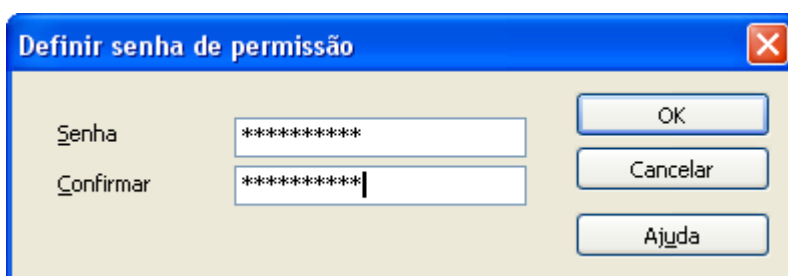 Definir senha de permissão
Senha
**********
OK
Confirmar
**********
Cancelar
Ajuda